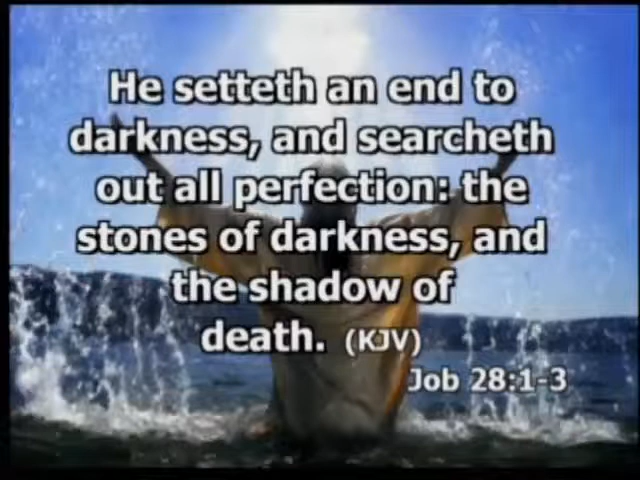 He setteth an end to
darkness, and searcheth
out all perfection: the
stones of darkness, and
the shadow of
death. (KJV)
Job 28:1-3